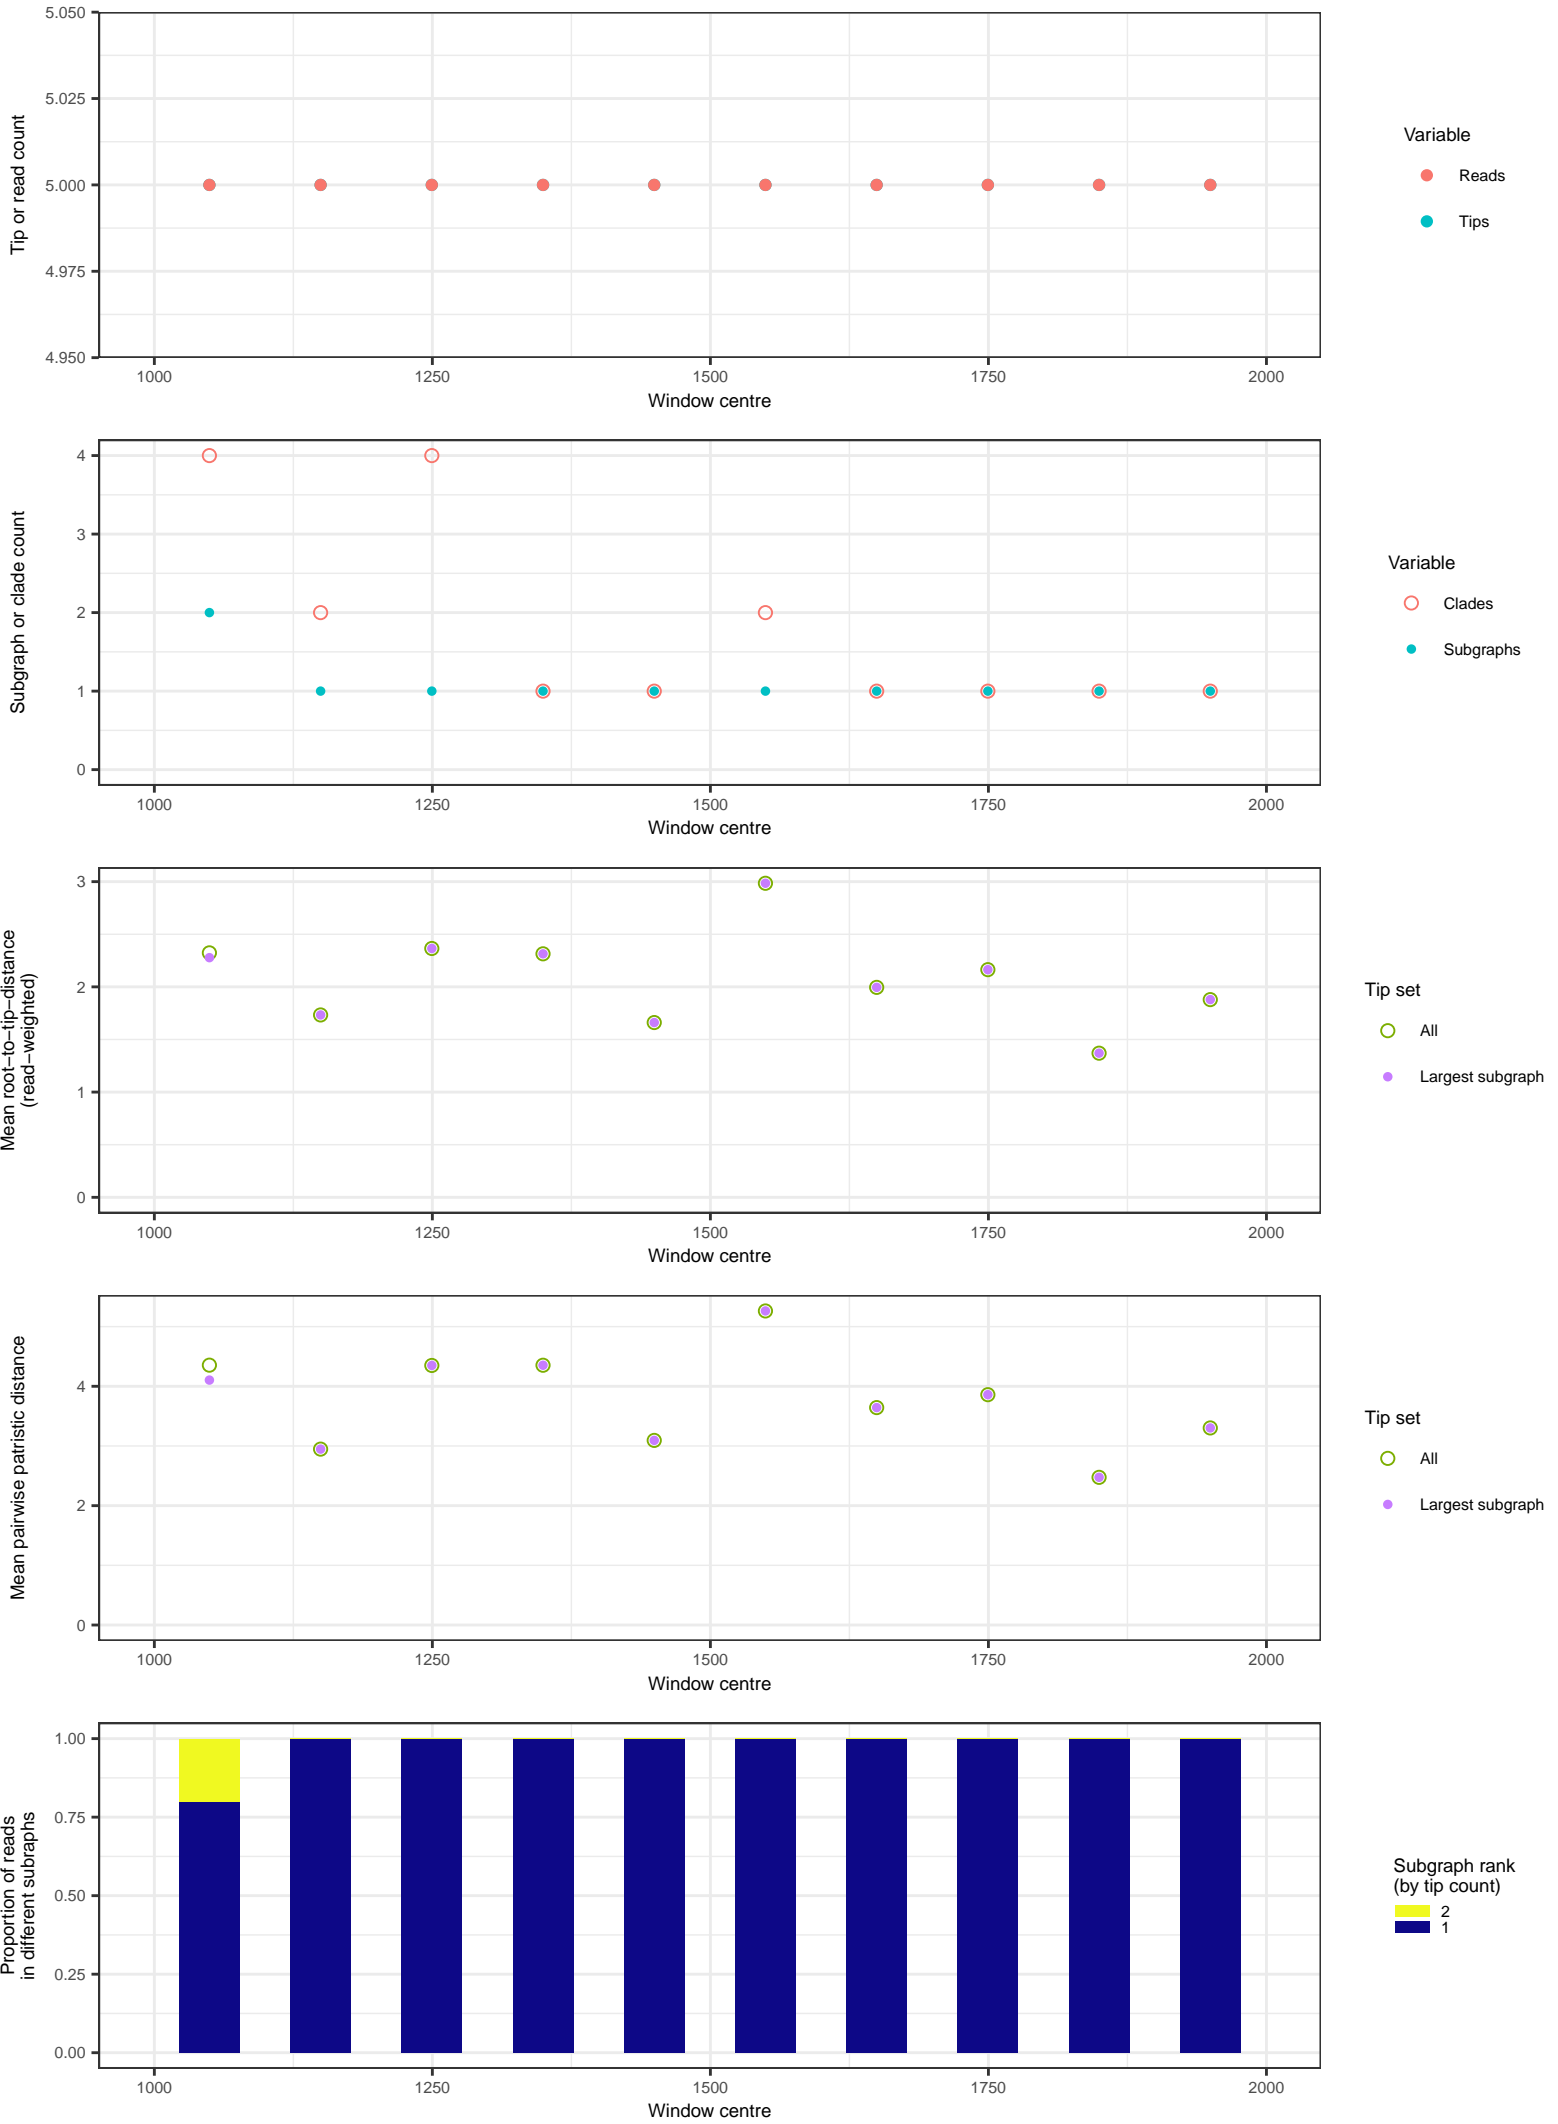 5.050
5.025
5.000
4.975
4.950
Tip or read count
1000 1250 1500 1750 2000
Window centre
Variable
Reads
Tips
4
3
2
1
0
Subgraph or clade count
1000 1250 1500 1750 2000
Window centre
Variable
Clades
Subgraphs
3
2
1
0
Mean root−to−tip−distance
(read−weighted)
1000 1250 1500 1750 2000
Window centre
Tip set
All
Largest subgraph
4
2
0
Mean pairwise patristic distance
1000 1250 1500 1750 2000
Window centre
Tip set
All
Largest subgraph
1.00
0.75
0.50
0.25
0.00
Proportion of reads
in different subraphs
1000 1250 1500 1750 2000
Window centre
Subgraph rank
(by tip count)
2
1